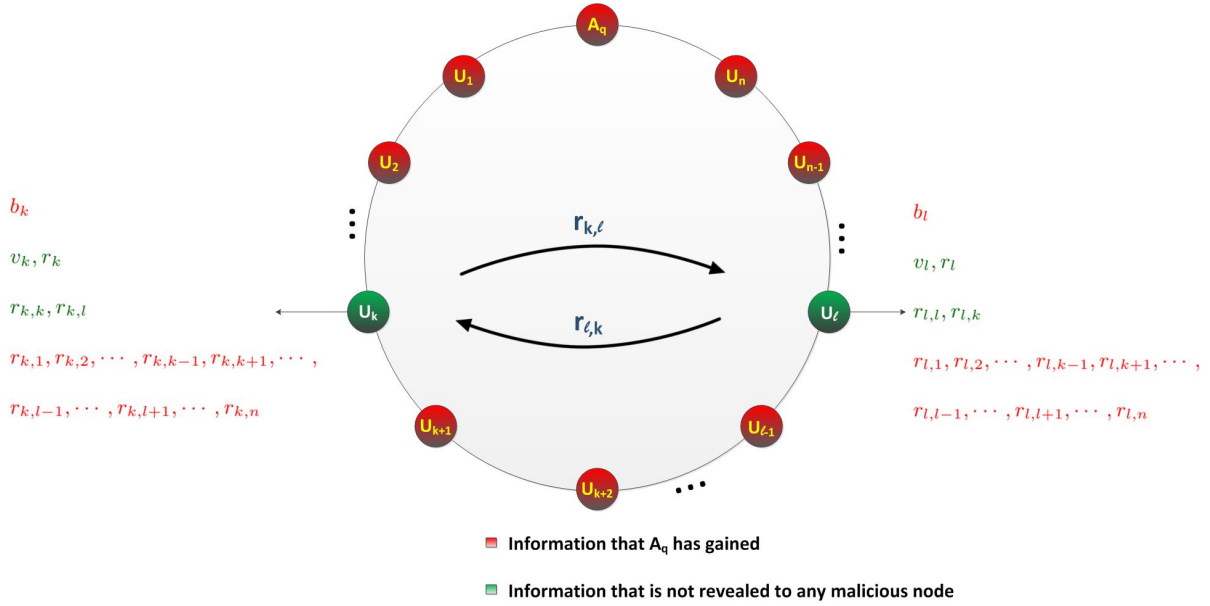 A_q
U_1
U_n
U_2
U_{n-1}
b_k
b_l
r_{k,ℓ}
v_k, r_k
v_l, r_l
r_{k,k}, r_{k,l}
U_k
U_ℓ
r_{l,l}, r_{l,k}
r_{ℓ,k}
r_{k,1}, r_{k,2}, ⋯ , r_{k,k−1}, r_{k,k+1}, ⋯ ,
r_{l,1}, r_{l,2}, ⋯ , r_{l,k−1}, r_{l,k+1}, ⋯ ,
r_{k,l−1}, ⋯ , r_{k,l+1}, ⋯ , r_{k,n}
r_{l,l−1}, ⋯ , r_{l,l+1}, ⋯ , r_{l,n}
U_{k+1}
U_{ℓ-1}
U_{k+2}
Information that A_q has gained
Information that is not revealed to any malicious node